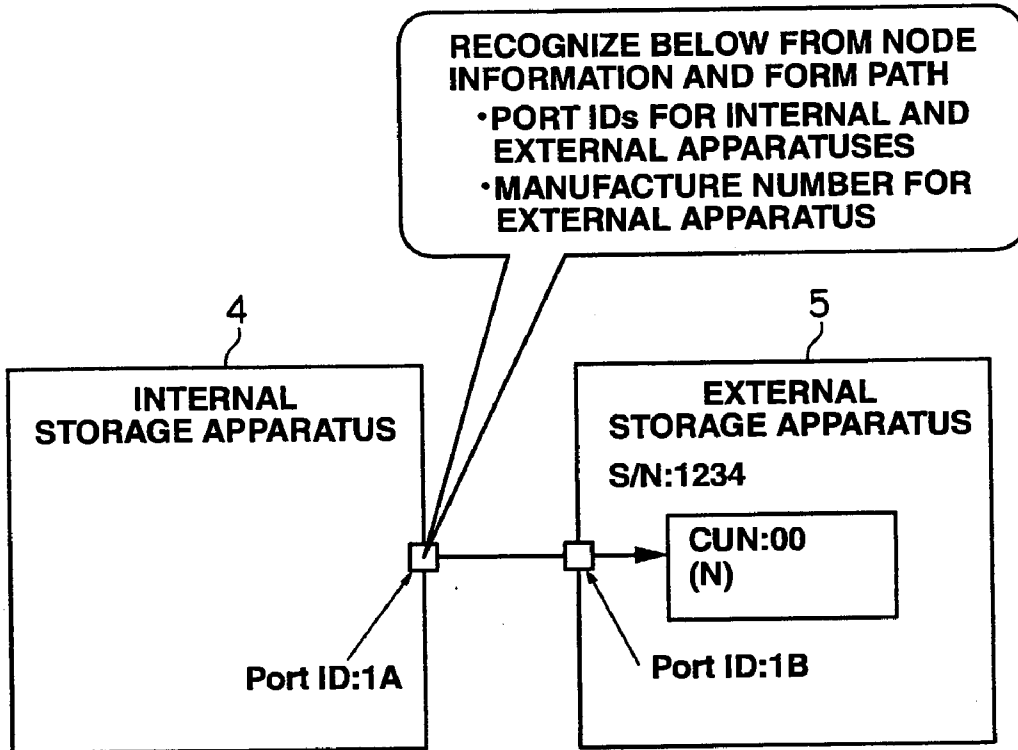 RECOGNIZE BELOW FROM NODE
INFORMATION AND FORM PATH
•PORT IDs FOR INTERNAL AND
EXTERNAL APPARATUSES
•MANUFACTURE NUMBER FOR
EXTERNAL APPARATUS
4
5
INTERNAL
STORAGE APPARATUS
EXTERNAL
STORAGE APPARATUS
S/N:1234
CUN:00
(N)
Port ID:1A
Port ID:1B